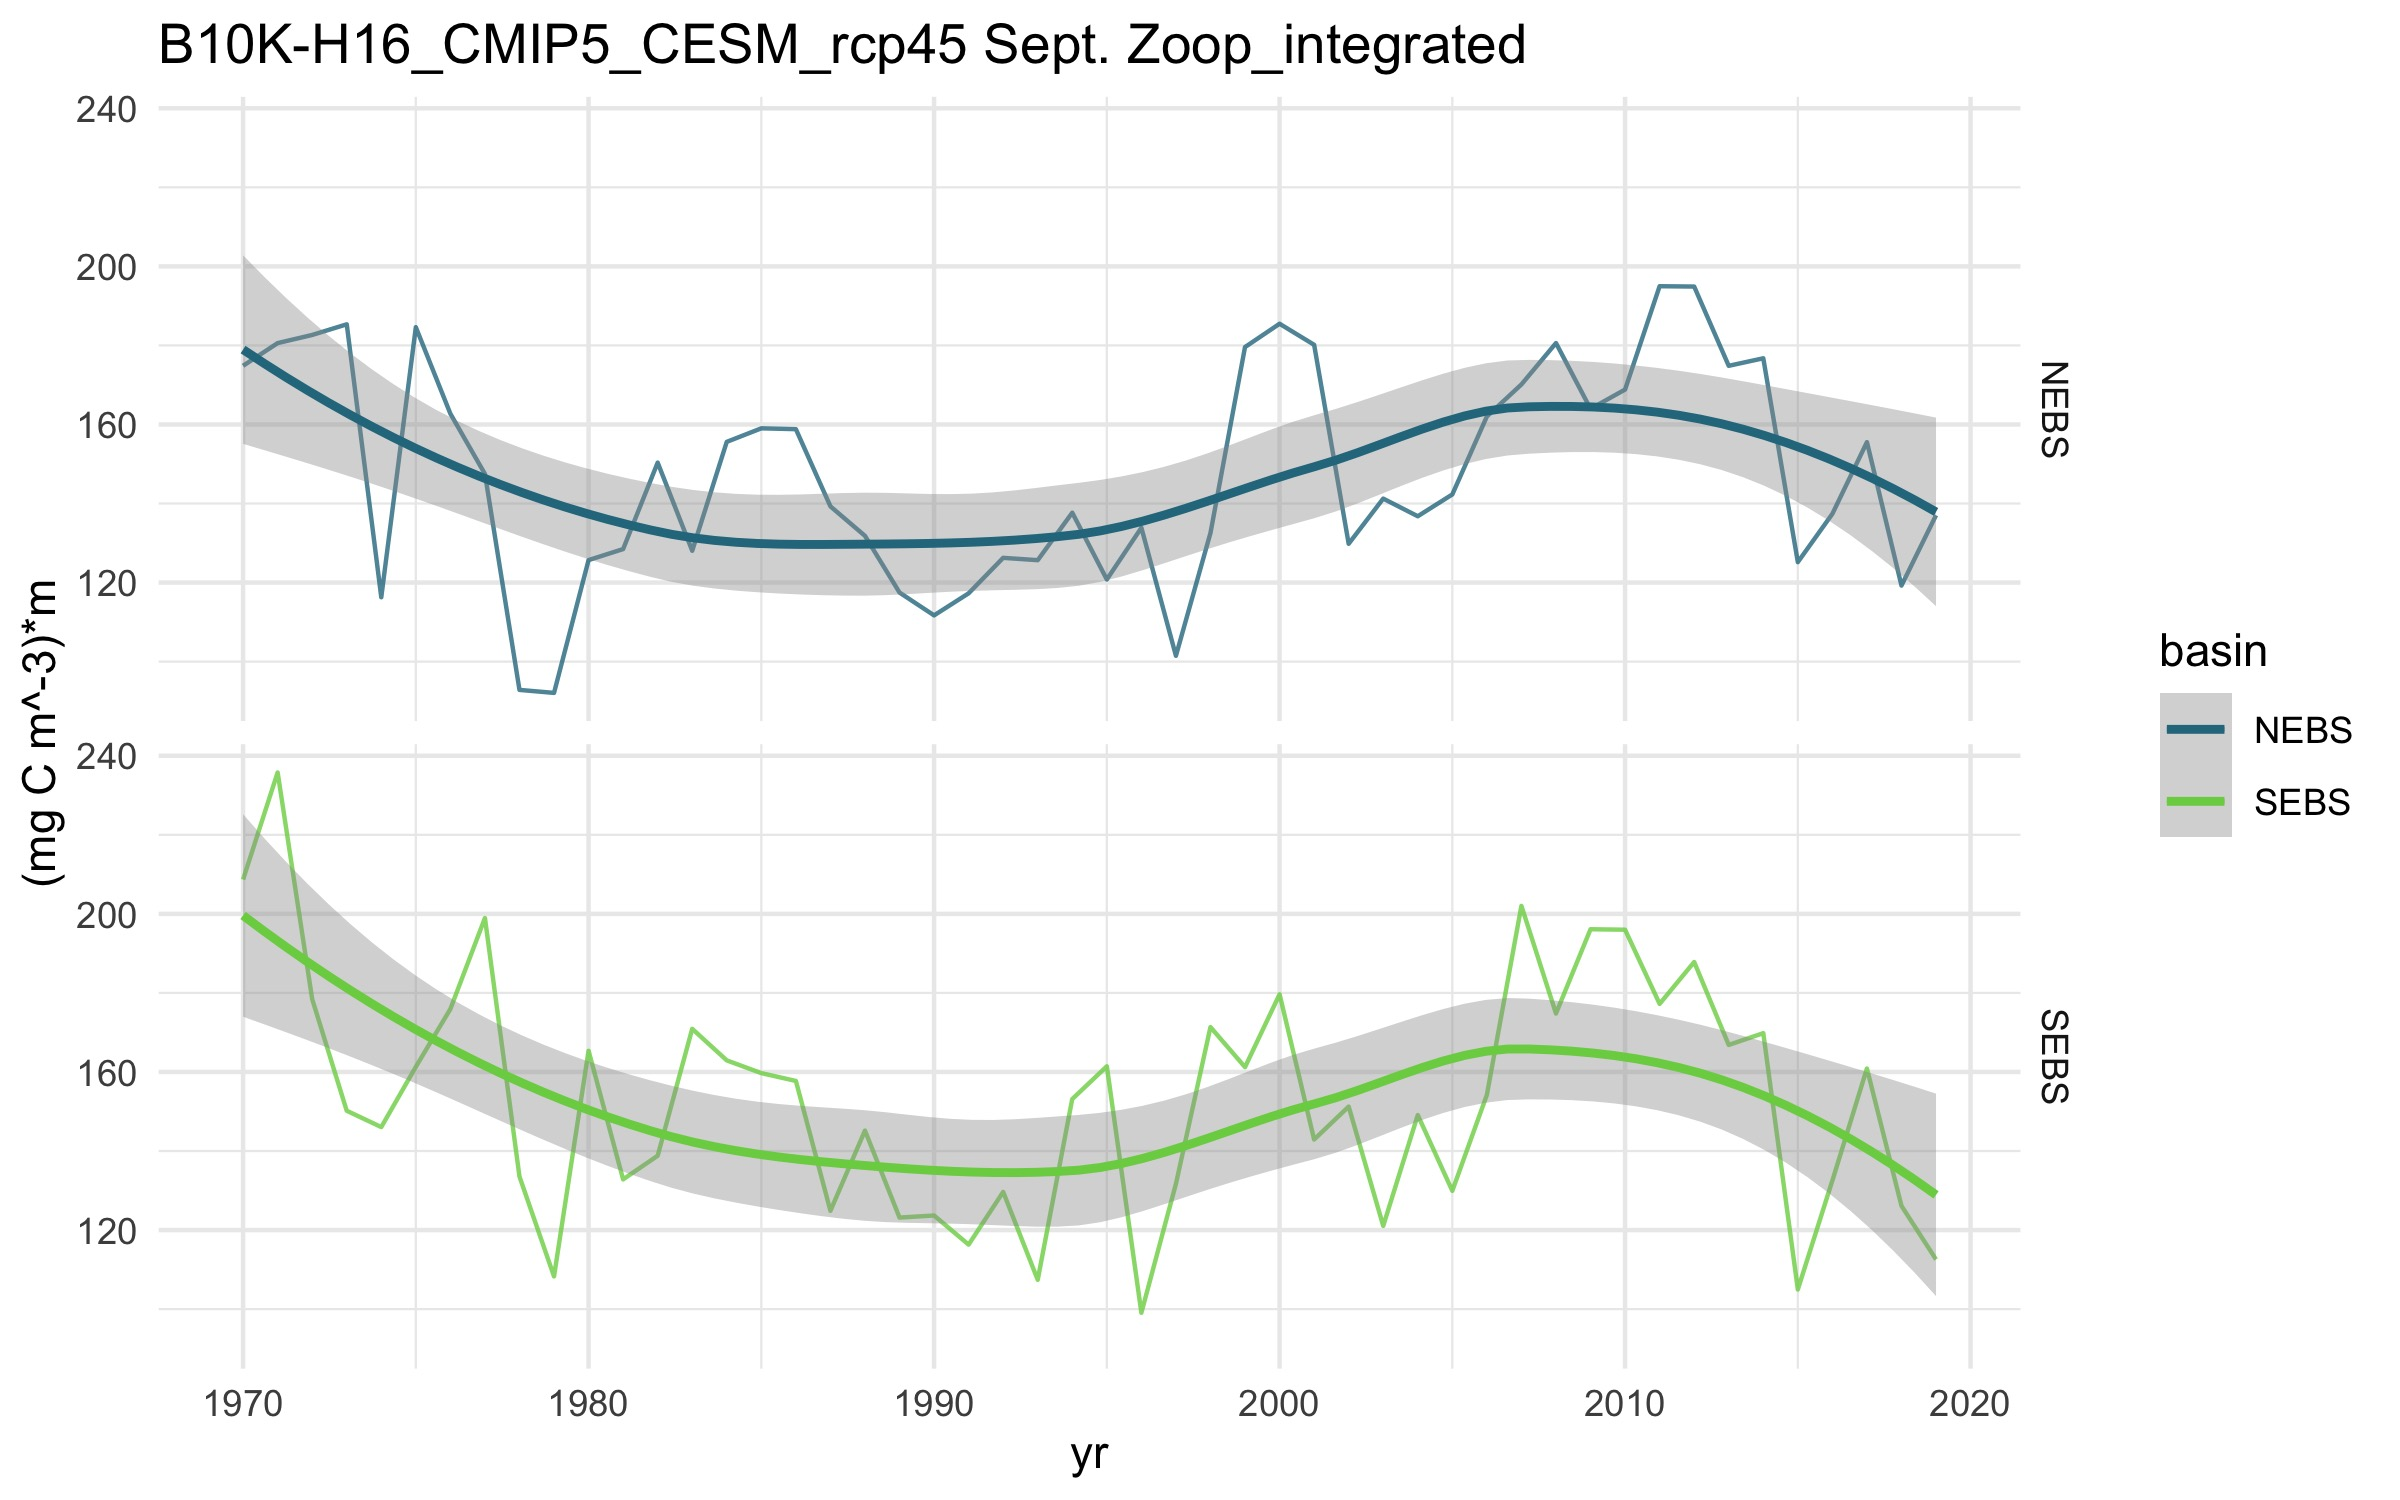 B10K-H16_CMIP5_CESM_rcp45 Sept. Zoop_integrated
(mg C m^-3)*m
240
200
160
120
NEBS
240
200
160
120
SEBS
1970 1980 1990 2000 2010 2020
yr
basin
NEBS
SEBS